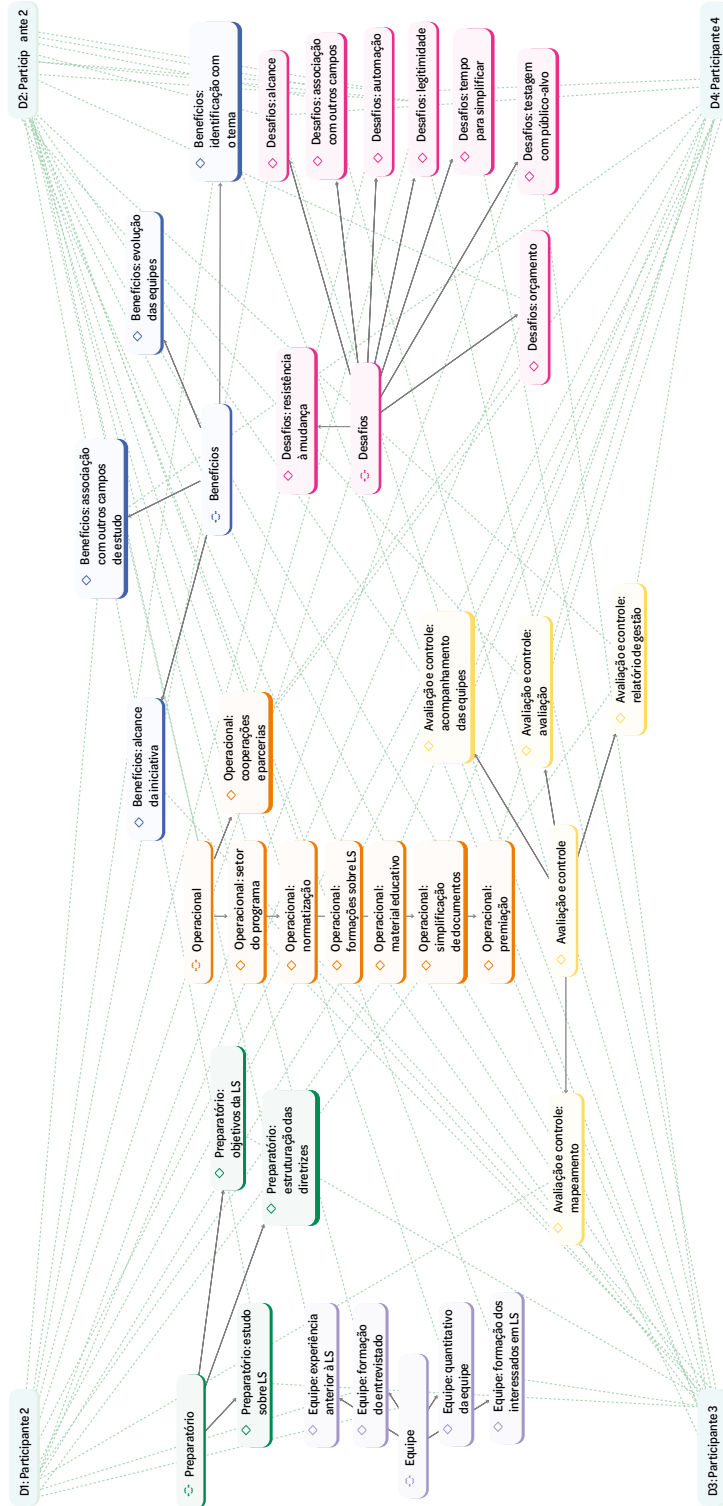 D1: Participante 2
D2: Particip ante 2
Preparatório
Preparatório: estudo
sobre LS
Preparatório:
objetivos da LS
Preparatório:
estruturação das
diretrizes
Equipe: experiência
anterior à LS
Equipe: formação
do entrevistado
Equipe
Equipe: quantitativo
da equipe
Equipe: formação dos
interessados em LS
Operacional
Operacional:
cooperações
e parcerias
Operacional: setor
do programa
Operacional:
normatização
Operacional:
formações sobre LS
Operacional:
material educativo
Operacional:
simplificação
de documentos
Operacional:
premiação
Benefícios: alcance
da iniciativa
Benefícios: associação
com outros campos
de estudo
Benefícios
Benefícios: evolução
das equipes
Benefícios:
identificação com
o tema
Desafios: resistência
à mudança
Desafios
Desafios: alcance
Desafios: associação
com outros campos
Desafios: automação
Desafios: legitimidade
Desafios: tempo
para simplificar
Desafios: testagem
com público-alvo
Desafios: orçamento
Avaliação e controle:
mapeamento
Avaliação e controle
Avaliação e controle:
acompanhamento
das equipes
Avaliação e controle:
avaliação
Avaliação e controle:
relatório de gestão
D3: Participante 3
D4: Participante 4